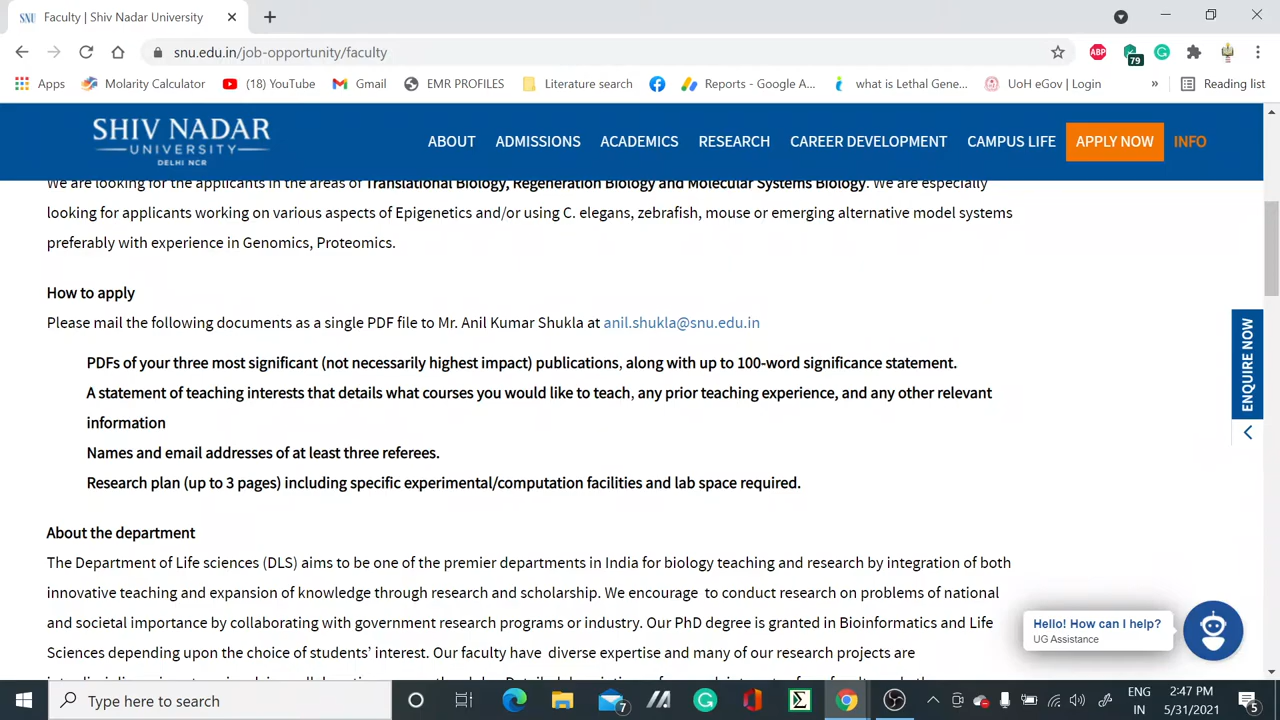 Faculty | Shiv Nadar University
snu.edu.in/job-opportunity/faculty
ABP
79
Apps
Molarity Calculator
(18) YouTube
Gmail
EMR PROFILES
Literature search
Reports - Google A...
what is Lethal Gene...
UoH eGov | Login
»
Reading list
SHIV NADAR
UNIVERSITY
DELHI NCR
ABOUT
ADMISSIONS
ACADEMICS
RESEARCH
CAREER DEVELOPMENT
CAMPUS LIFE
APPLY NOW
INFO
We are looking for the applicants in the areas of Translational Biology, Regeneration Biology and Molecular Systems Biology. We are especially
looking for applicants working on various aspects of Epigenetics and/or using C. elegans, zebrafish, mouse or emerging alternative model systems
preferably with experience in Genomics, Proteomics.
How to apply
Please mail the following documents as a single PDF file to Mr. Anil Kumar Shukla at anil.shukla@snu.edu.in
PDFs of your three most significant (not necessarily highest impact) publications, along with up to 100-word significance statement.
A statement of teaching interests that details what courses you would like to teach, any prior teaching experience, and any other relevant
information
Names and email addresses of at least three referees.
Research plan (up to 3 pages) including specific experimental/computation facilities and lab space required.
About the department
The Department of Life sciences (DLS) aims to be one of the premier departments in India for biology teaching and research by integration of both
innovative teaching and expansion of knowledge through research and scholarship. We encourage to conduct research on problems of national
and societal importance by collaborating with government research programs or industry. Our PhD degree is granted in Bioinformatics and Life
Sciences depending upon the choice of students' interest. Our faculty have diverse expertise and many of our research projects are
ENQUIRE NOW
Hello! How can I help?
UG Assistance
Type here to search
7
ENG
IN
2:47 PM
5/31/2021
5